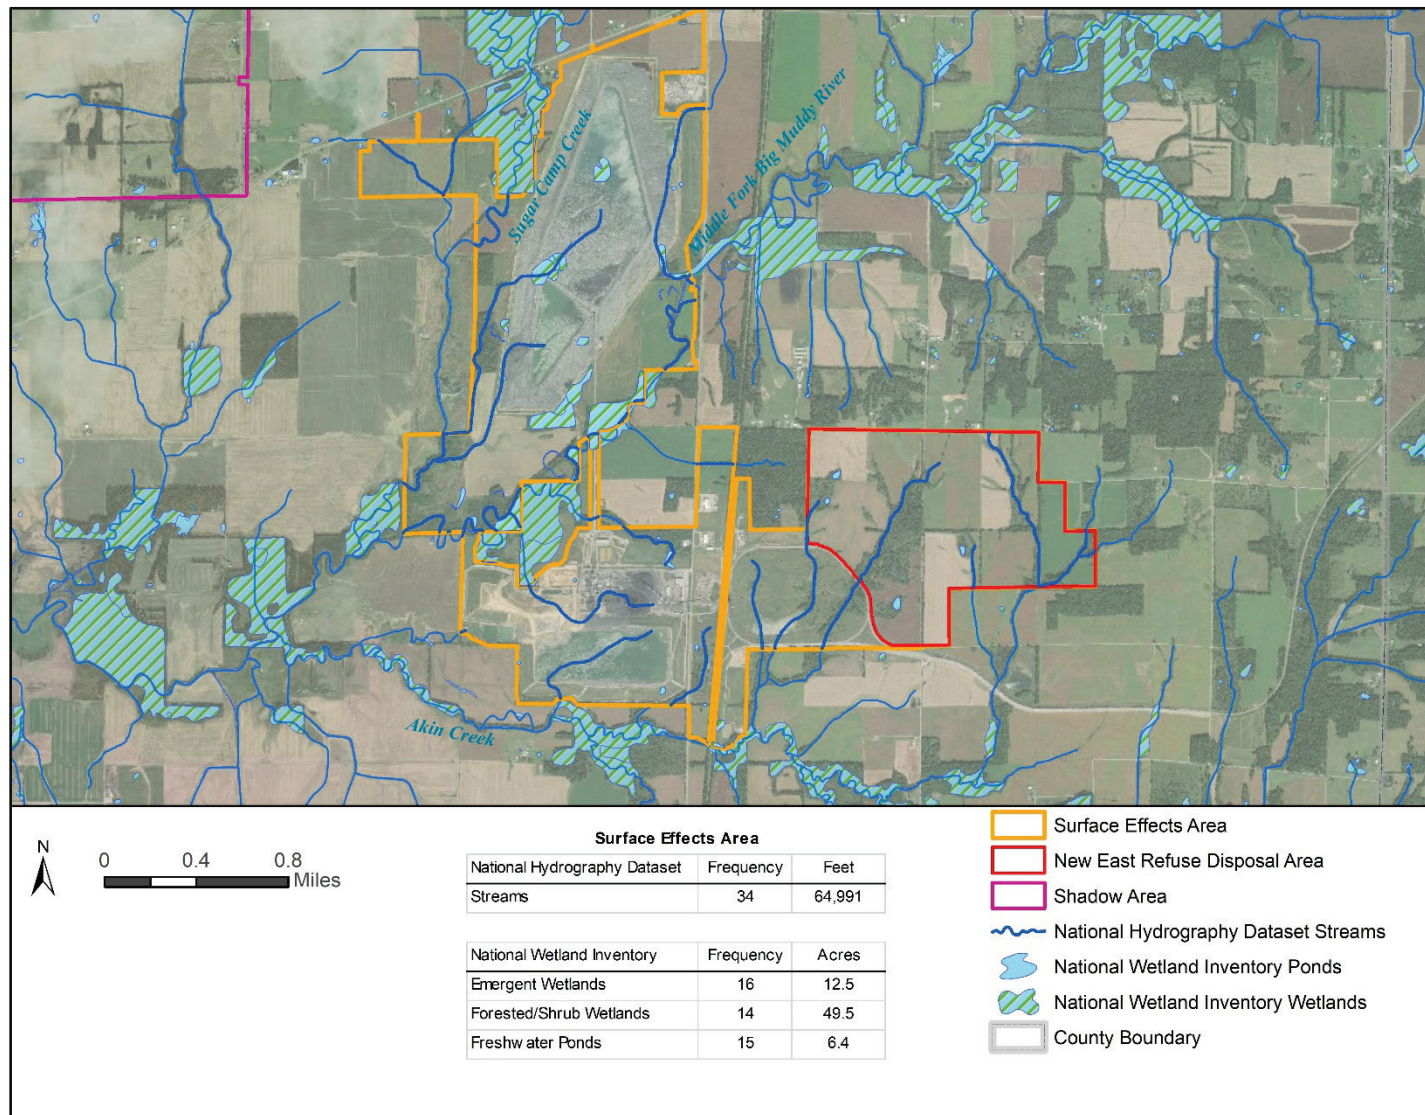 Sugar Camp Creek
Middle Fork Big Muddy River
Akin Creek
N
0 0.4 0.8
Miles
Surface Effects Area
National Hydrography Dataset Frequency Feet
Streams 34 64,991
National Wetland Inventory Frequency Acres
Emergent Wetlands 16 12.5
Forested/Shrub Wetlands 14 49.5
Freshwater Ponds 15 6.4
Surface Effects Area
New East Refuse Disposal Area
Shadow Area
National Hydrography Dataset Streams
National Wetland Inventory Ponds
National Wetland Inventory Wetlands
County Boundary